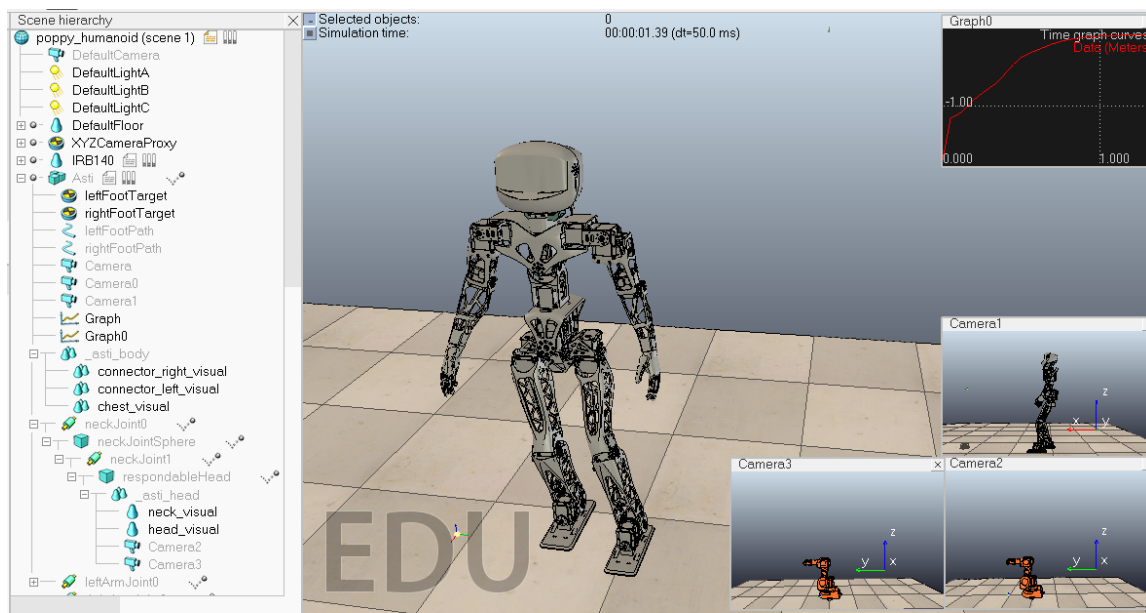 Scene hierarchy
poppy_humanoid (scene 1)
DefaultCamera
DefaultLightA
DefaultLightB
DefaultLightC
DefaultFloor
XYZCameraProxy
IRB140
Asti
leftFootTarget
rightFootTarget
leftFootPath
rightFootPath
Camera
Camera0
Camera1
Graph
Graph0
_asti_body
connector_right_visual
connector_left_visual
chest_visual
neckJoint0
neckJointSphere
neckJoint1
respondableHead
_asti_head
neck_visual
head_visual
Camera2
Camera3
leftArmJoint0
Selected objects: 0
Simulation time: 00:00:01.39 (dt=50.0 ms)
Graph0
Time graph curves
Data (Meters
-1.00
0.000 1.000
Camera1
z
x y
Camera3
z
y x
Camera2
z
y x
EDU